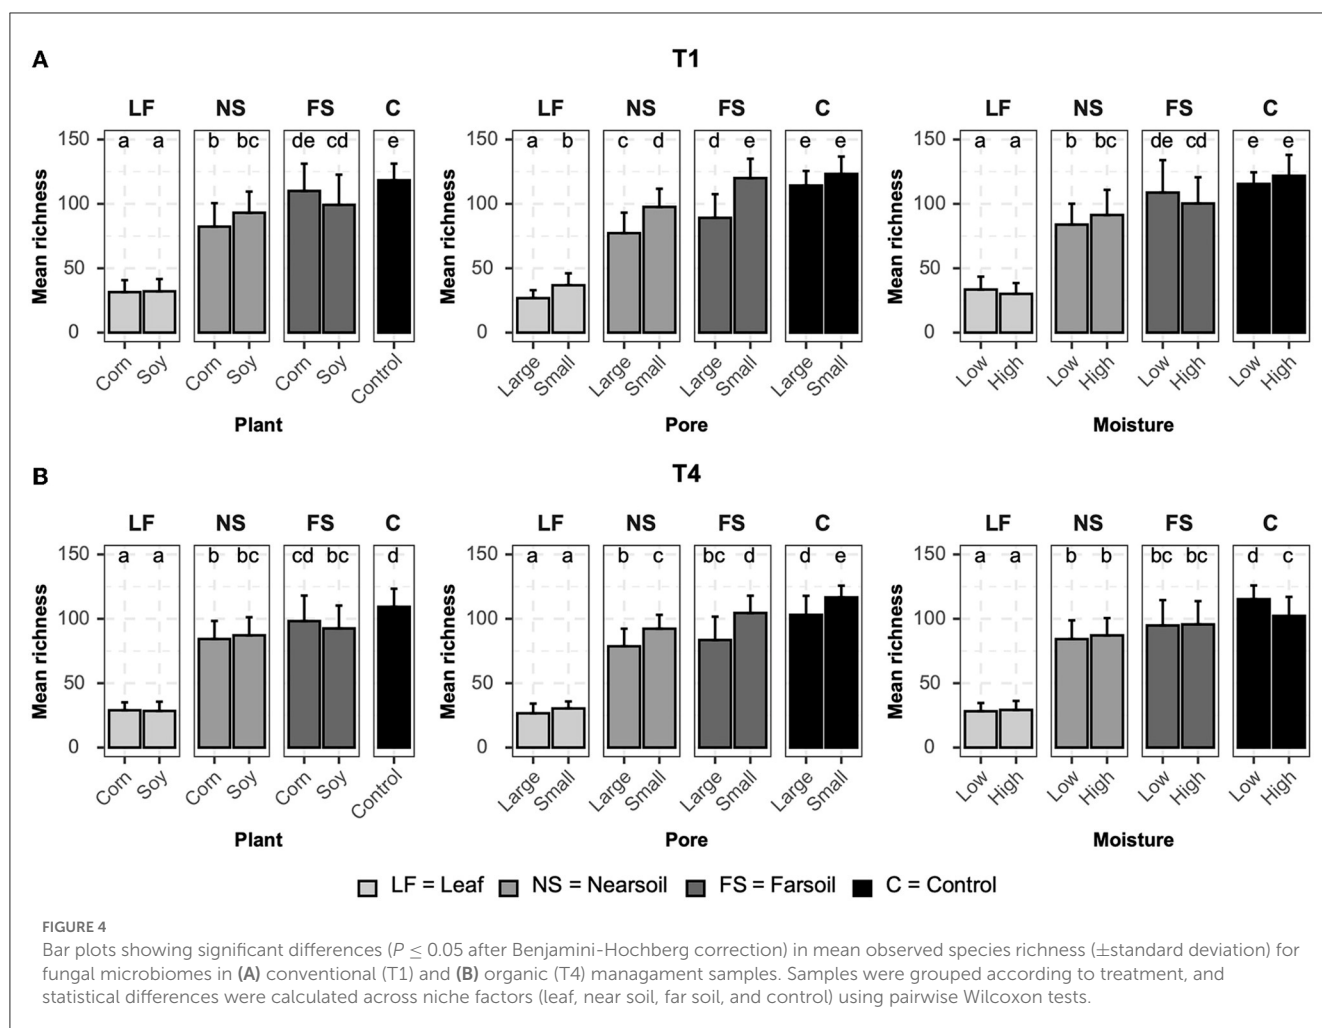 A
T1
LF NS FS C
Mean richness
150
100
50
0
a a b bc de cd e
Corn Soy Corn Soy Corn Soy Control
Plant
LF NS FS C
Mean richness
150
100
50
0
a b c d d e e e
Large Small Large Small Large Small Large Small
Pore
LF NS FS C
Mean richness
150
100
50
0
a a b bc de cd e e
Low High Low High Low High Low High
Moisture
B
T4
LF NS FS C
Mean richness
150
100
50
0
a a b bc cd bc d
Corn Soy Corn Soy Corn Soy Control
Plant
LF NS FS C
Mean richness
150
100
50
0
a a b c bc d d e
Large Small Large Small Large Small Large Small
Pore
LF NS FS C
Mean richness
150
100
50
0
a a b b bc bc d c
Low High Low High Low High Low High
Moisture
LF = Leaf NS = Nearsoil FS = Farsoil C = Control
FIGURE 4
Bar plots showing significant differences (P ≤ 0.05 after Benjamini-Hochberg correction) in mean observed species richness (±standard deviation) for
fungal microbiomes in (A) conventional (T1) and (B) organic (T4) managament samples. Samples were grouped according to treatment, and
statistical differences were calculated across niche factors (leaf, near soil, far soil, and control) using pairwise Wilcoxon tests.